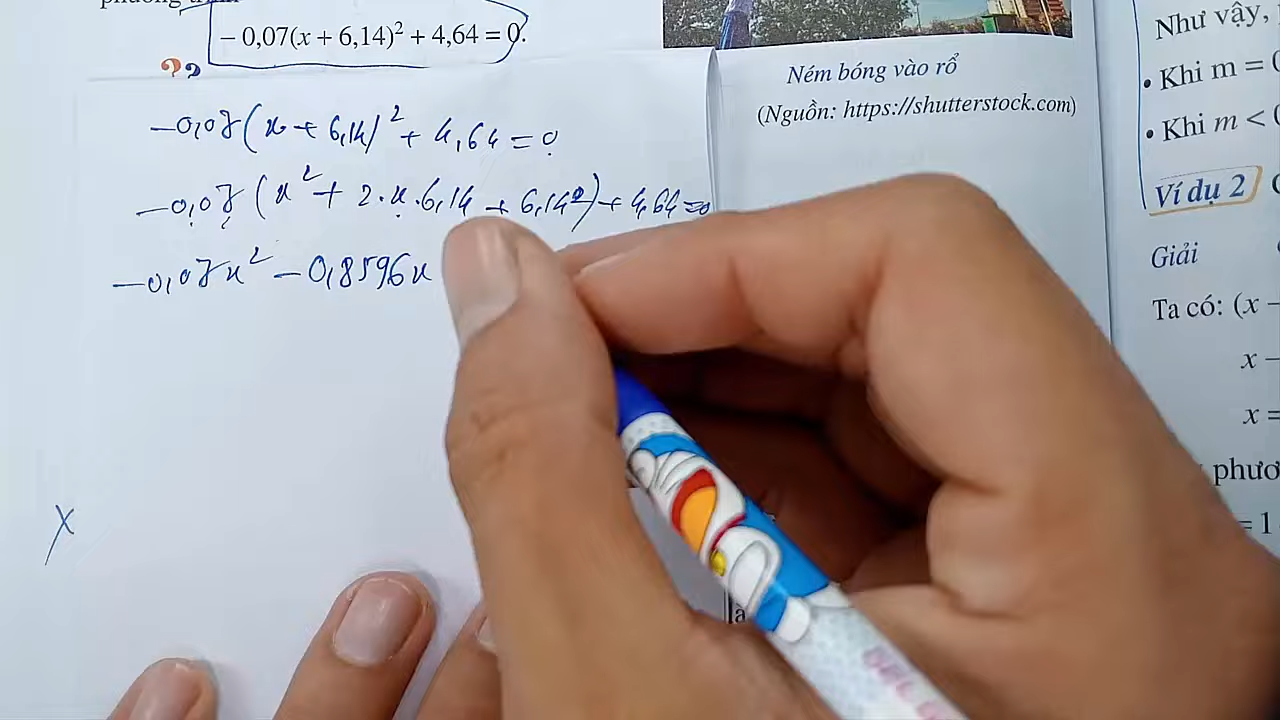 − 0,07(x + 6,14)² + 4,64 = 0.
??
−0,07(x + 6,14)² + 4,64 = 0
−0,07(x² + 2.x.6,14 + 6,14²) + 4,64 = 0
−0,07x² − 0,8596x
x
Ném bóng vào rổ
(Nguồn: https://shutterstock.com)
Như vậy,
• Khi m = 0
• Khi m < 0
Ví dụ 2
Giải
Ta có: (x −
x −
x =
phươ
= 1